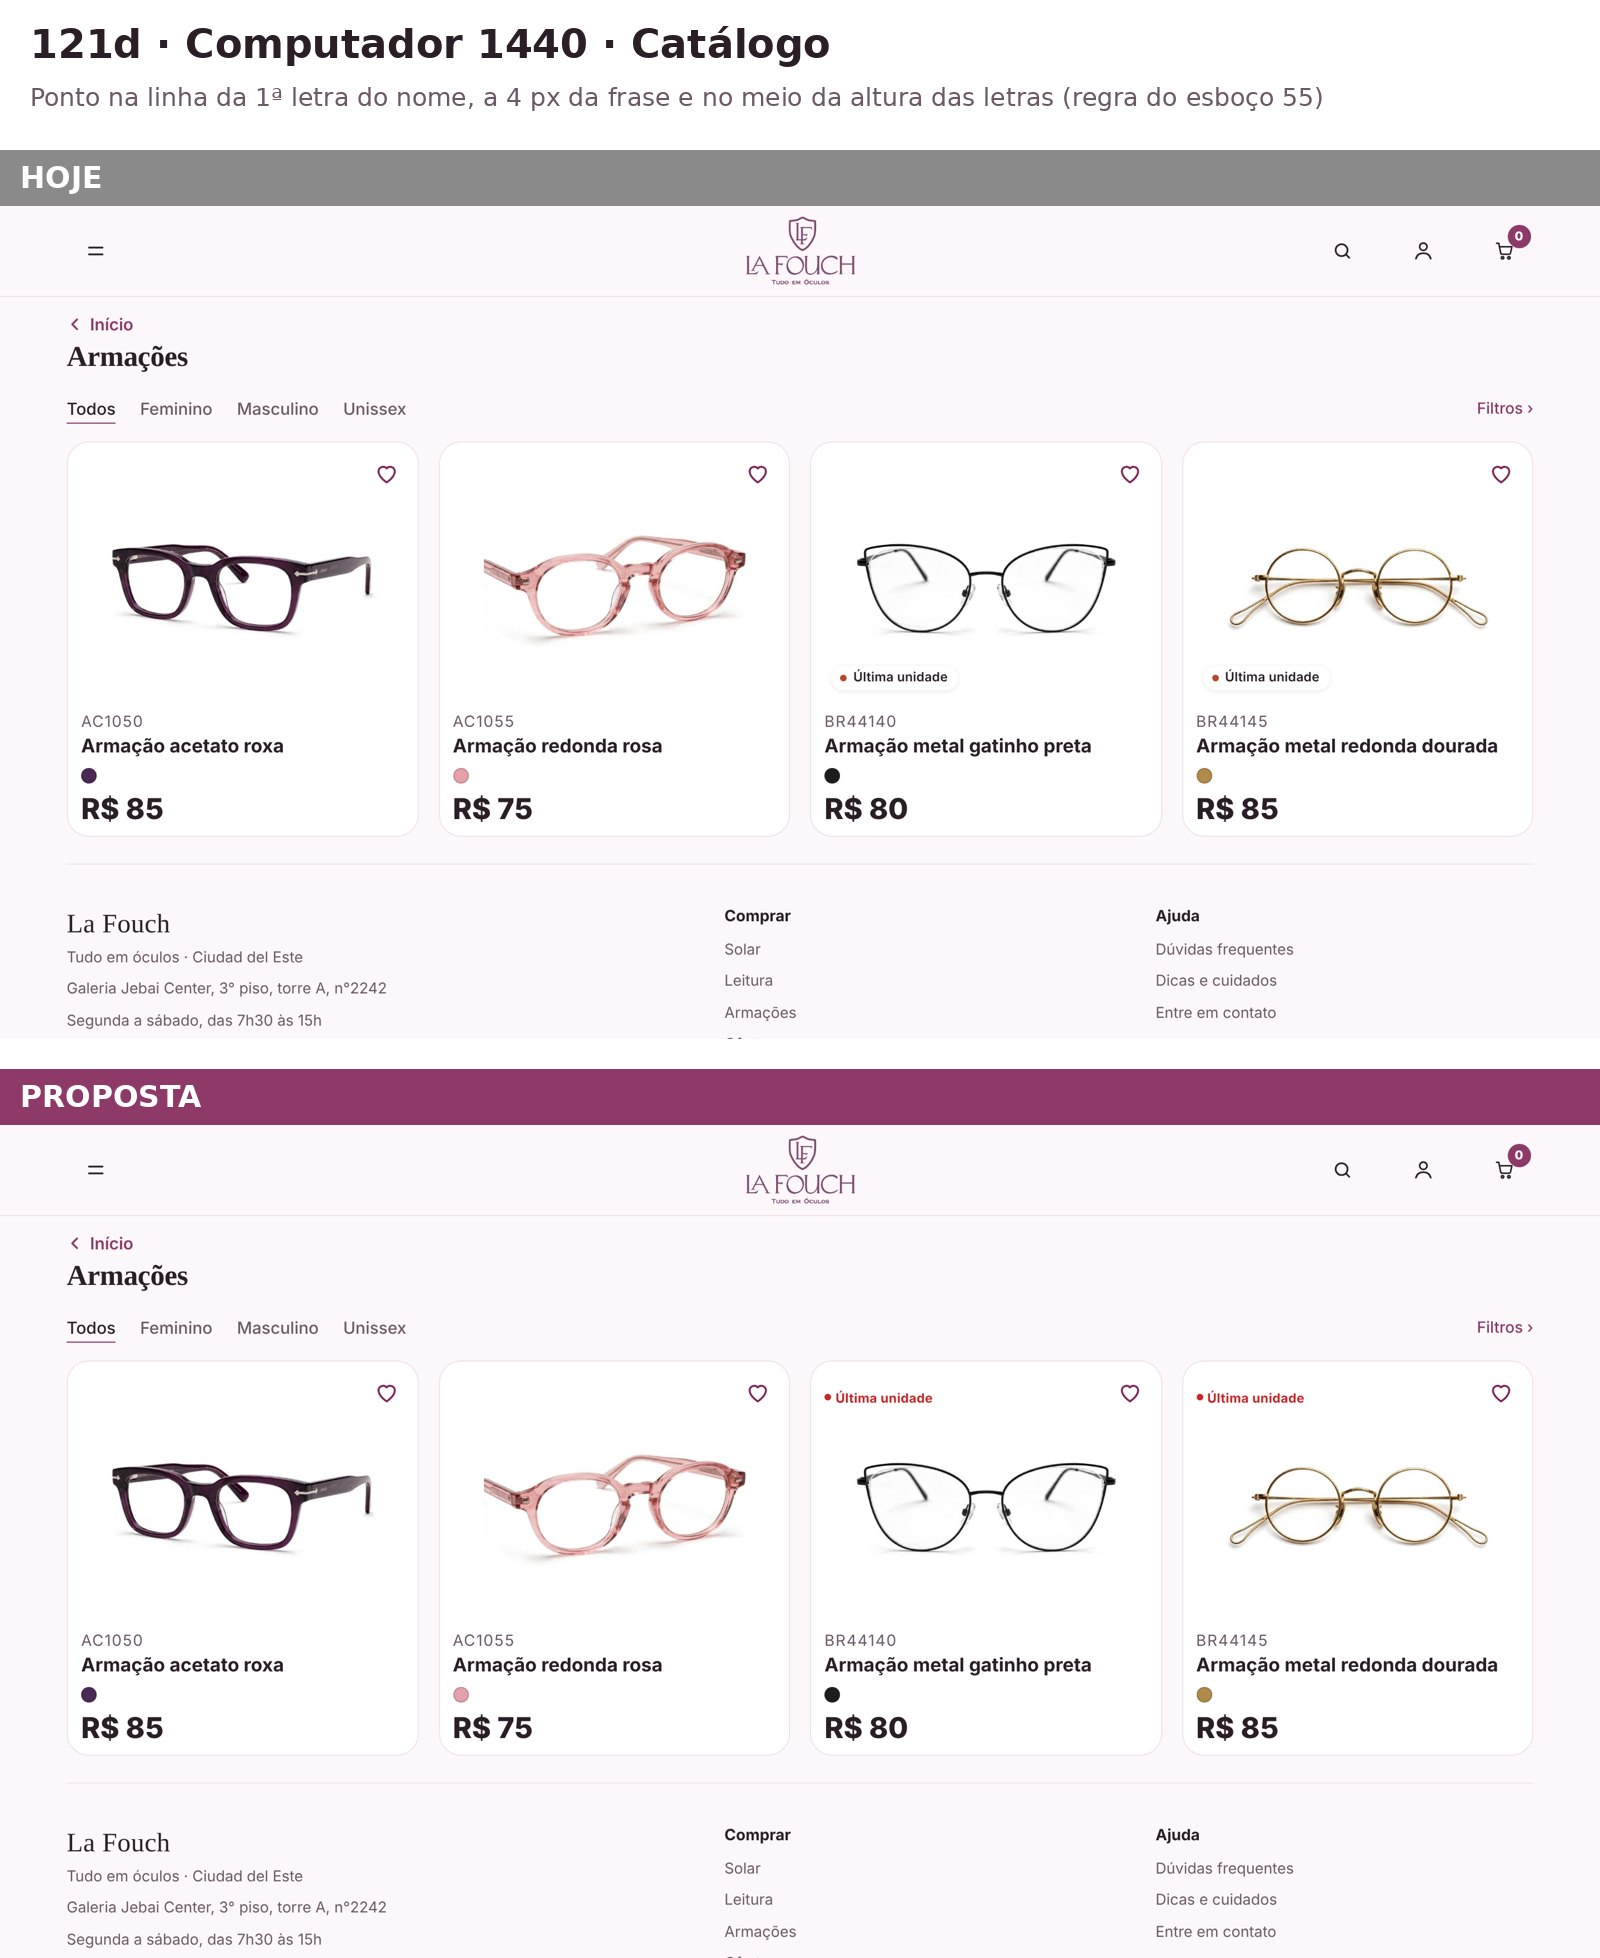 121d · Computador 1440 · Catálogo
Ponto na linha da 1ª letra do nome, a 4 px da frase e no meio da altura das letras (regra do esboço 55)
HOJE
LF
LA FOUCH
TUDO EM ÓCULOS
0
Início
Armações
Todos Feminino Masculino Unissex Filtros ›
Última unidade Última unidade
AC1050 AC1055 BR44140 BR44145
Armação acetato roxa Armação redonda rosa Armação metal gatinho preta Armação metal redonda dourada
R$ 85 R$ 75 R$ 80 R$ 85
La Fouch Comprar Ajuda
Tudo em óculos · Ciudad del Este Solar Dúvidas frequentes
Galeria Jebai Center, 3° piso, torre A, n°2242 Leitura Dicas e cuidados
Segunda a sábado, das 7h30 às 15h Armações Entre em contato
PROPOSTA
LF
LA FOUCH
TUDO EM ÓCULOS
0
Início
Armações
Todos Feminino Masculino Unissex Filtros ›
Última unidade Última unidade
AC1050 AC1055 BR44140 BR44145
Armação acetato roxa Armação redonda rosa Armação metal gatinho preta Armação metal redonda dourada
R$ 85 R$ 75 R$ 80 R$ 85
La Fouch Comprar Ajuda
Tudo em óculos · Ciudad del Este Solar Dúvidas frequentes
Galeria Jebai Center, 3° piso, torre A, n°2242 Leitura Dicas e cuidados
Segunda a sábado, das 7h30 às 15h Armações Entre em contato